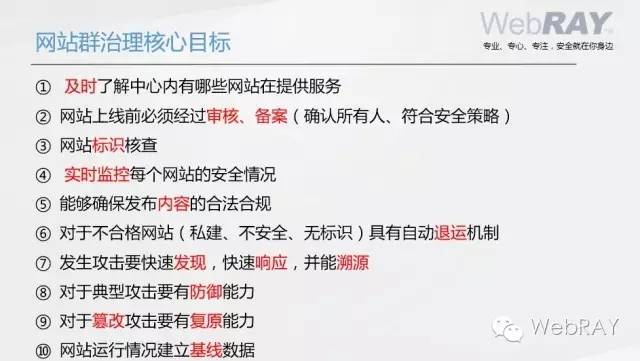 网站群治理核心目标
WebRAY
专业、专心、专注，安全就在你身边
① 及时了解中心内有哪些网站在提供服务
② 网站上线前必须经过审核、备案（确认所有人、符合安全策略）
③ 网站标识核查
④ 实时监控每个网站的安全情况
⑤ 能够确保发布内容的合法合规
⑥ 对于不合格网站（私建、不安全、无标识）具有自动退运机制
⑦ 发生攻击要快速发现，快速响应，并能溯源
⑧ 对于典型攻击要有防御能力
⑨ 对于篡改攻击要有复原能力
⑩ 网站运行情况建立基线数据
WebRAY